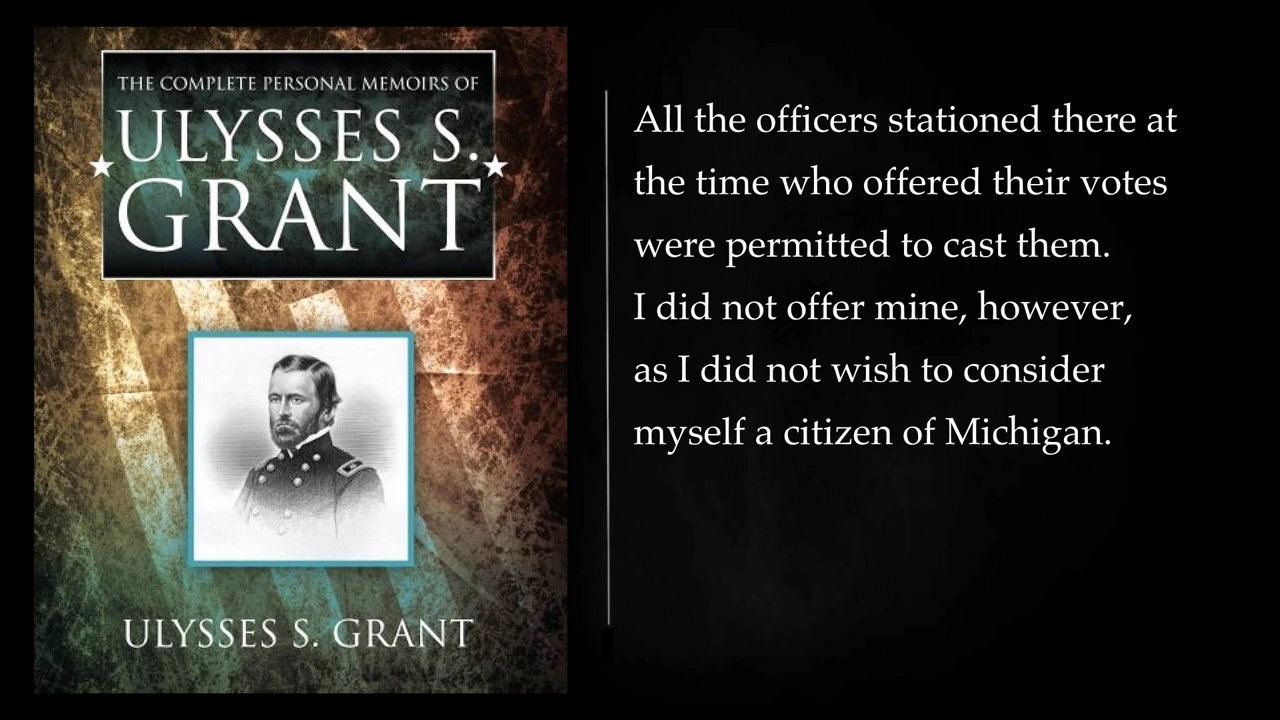 THE COMPLETE PERSONAL MEMOIRS OF
ULYSSES S.
GRANT
ULYSSES S. GRANT
All the officers stationed there at
the time who offered their votes
were permitted to cast them.
I did not offer mine, however,
as I did not wish to consider
myself a citizen of Michigan.